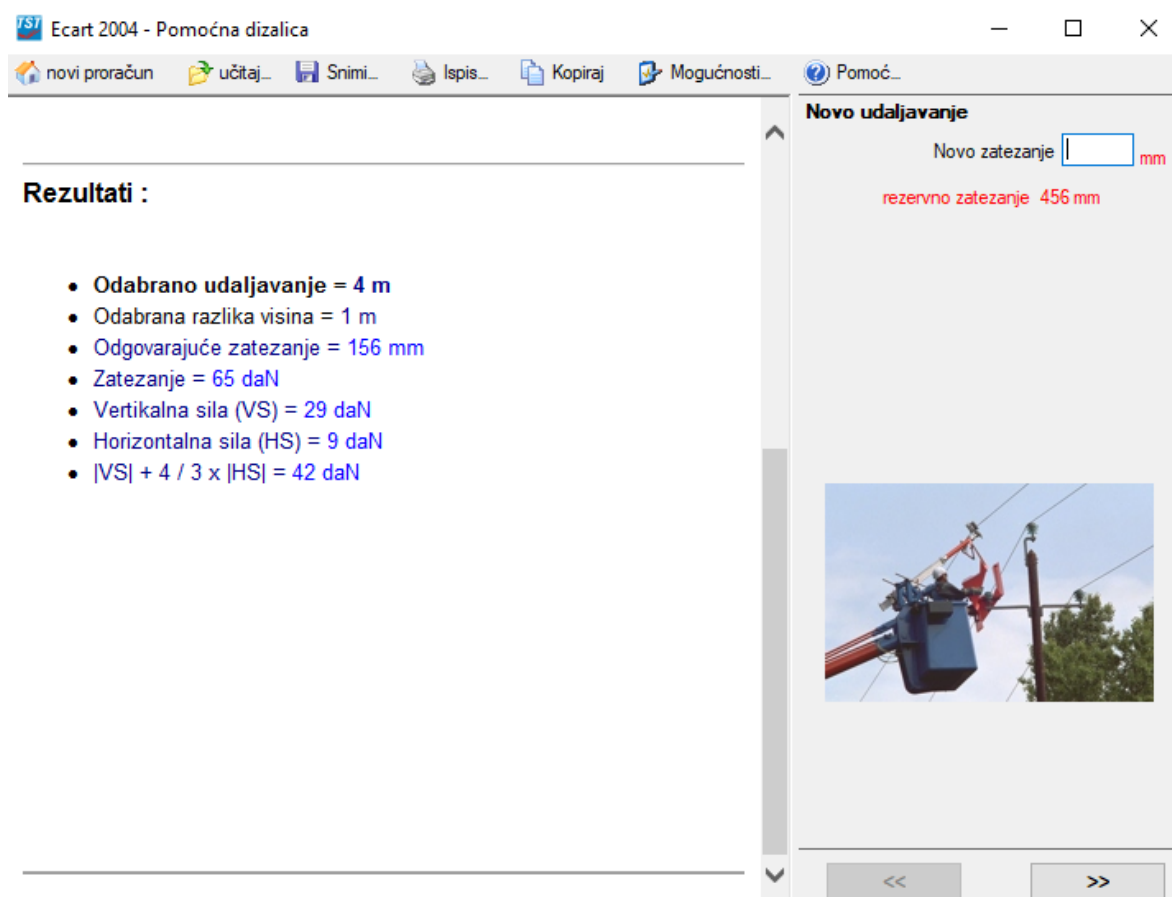 TST Ecart 2004 - Pomoćna dizalica
novi proračun učitaj... Snimi... Ispis... Kopiraj Mogućnosti... Pomoć...
Rezultati :
• Odabrano udaljavanje = 4 m
• Odabrana razlika visina = 1 m
• Odgovarajuće zatezanje = 156 mm
• Zatezanje = 65 daN
• Vertikalna sila (VS) = 29 daN
• Horizontalna sila (HS) = 9 daN
• |VS| + 4 / 3 x |HS| = 42 daN
Novo udaljavanje
Novo zatezanje mm
rezervno zatezanje 456 mm
<< >>